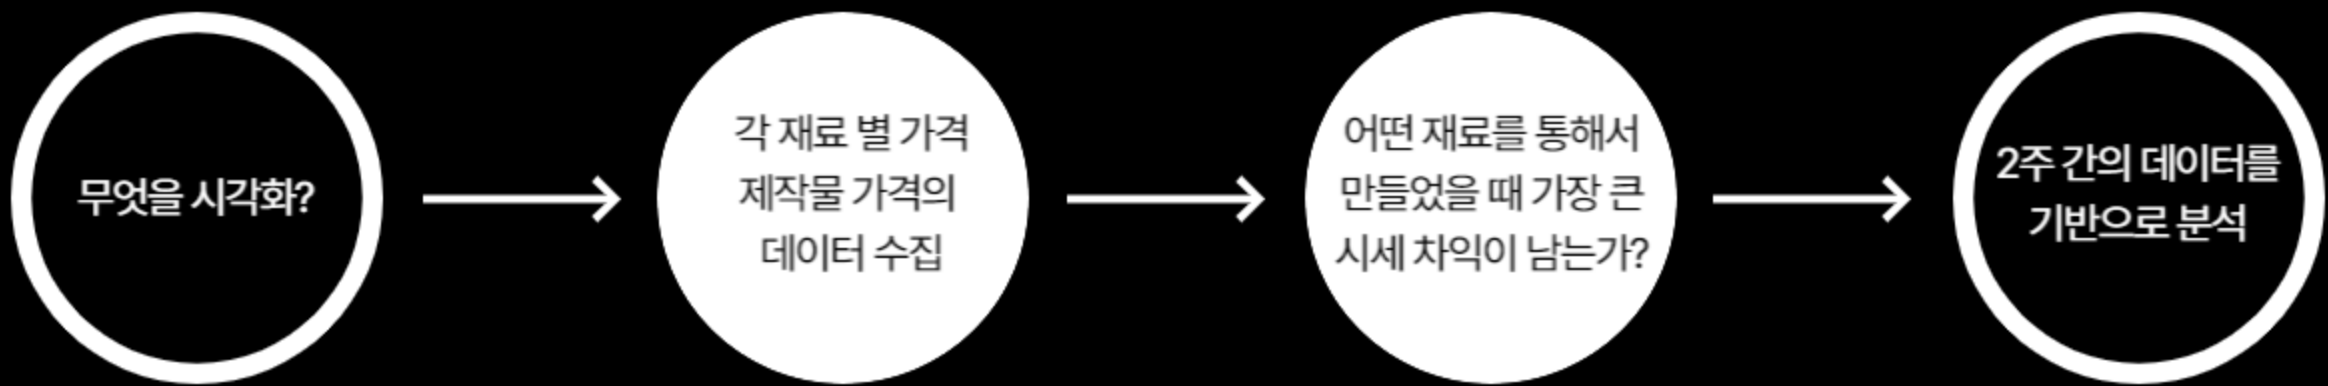 무엇을 시각화?
각 재료 별 가격
제작물 가격의
데이터 수집
어떤 재료를 통해서
만들었을 때 가장 큰
시세 차익이 남는가?
2주 간의 데이터를
기반으로 분석